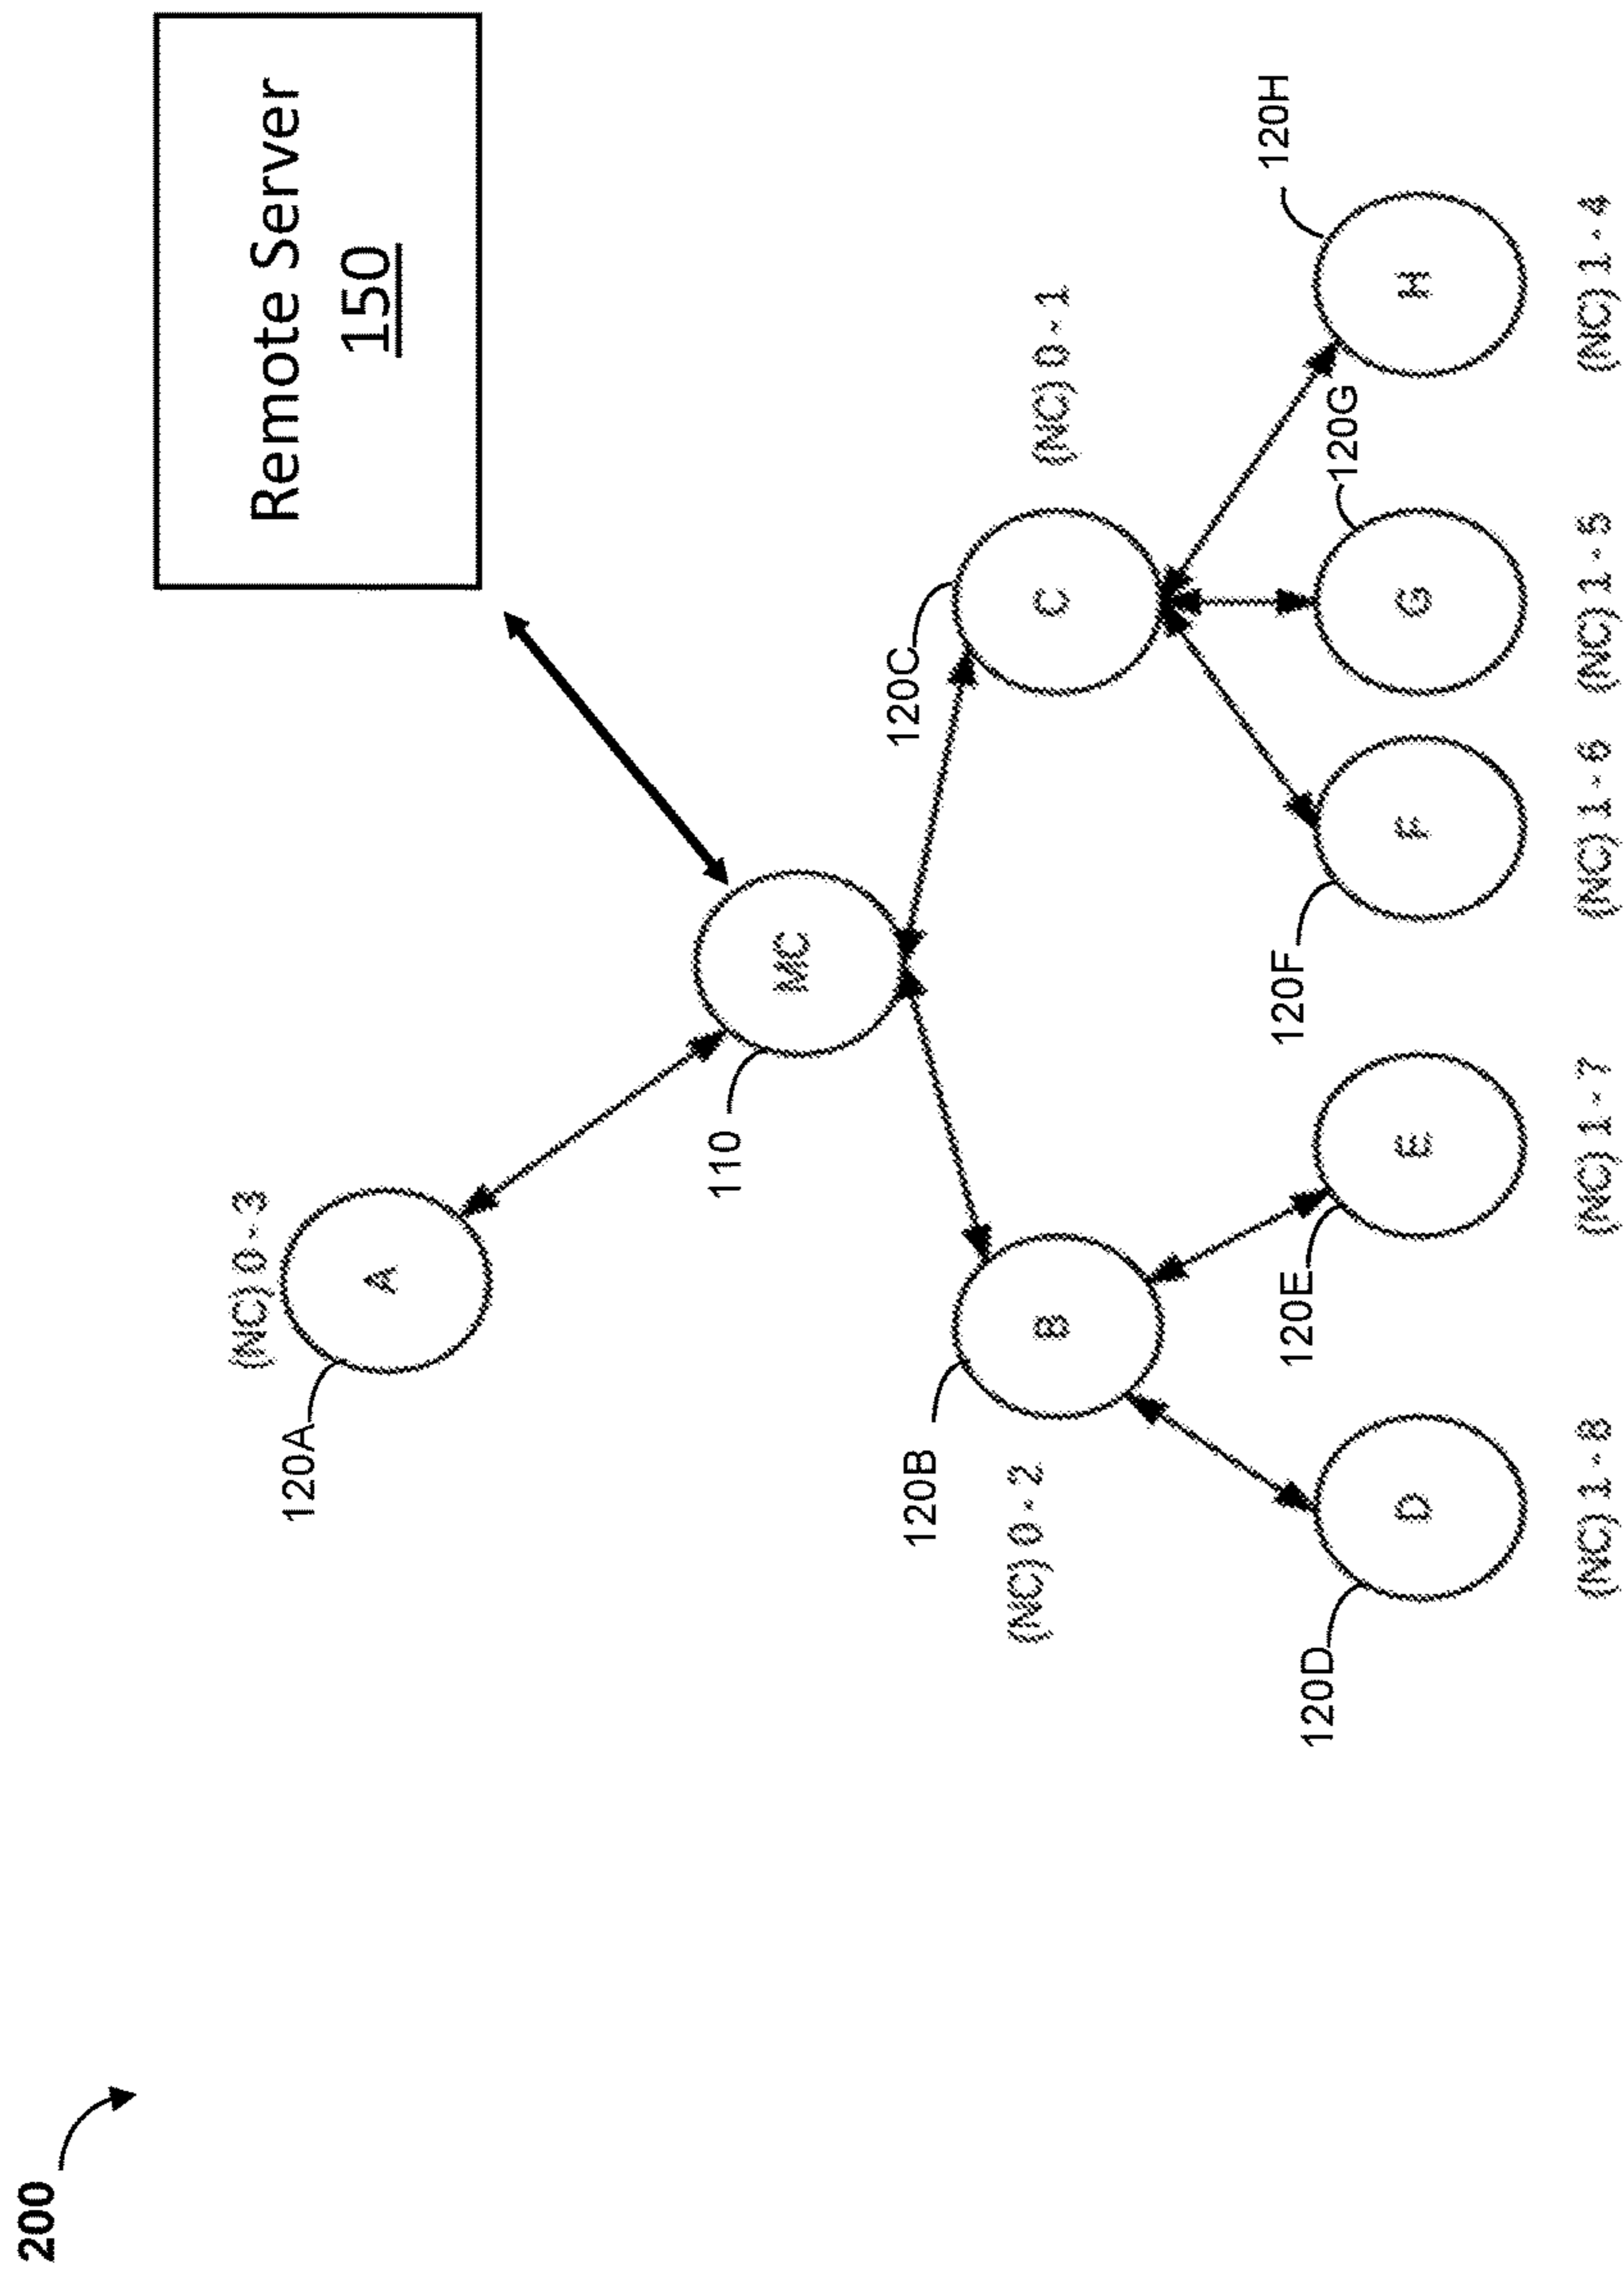 200
Remote Server
150
(NC) 0 - 3
120A
A
110
MC
120B
(NC) 0 - 2
B
120C
C
(NC) 0 - 1
120D
D
(NC) 1 - 8
120E
E
(NC) 1 - 7
120F
F
(NC) 1 - 6
120G
G
(NC) 1 - 5
120H
H
(NC) 1 - 4